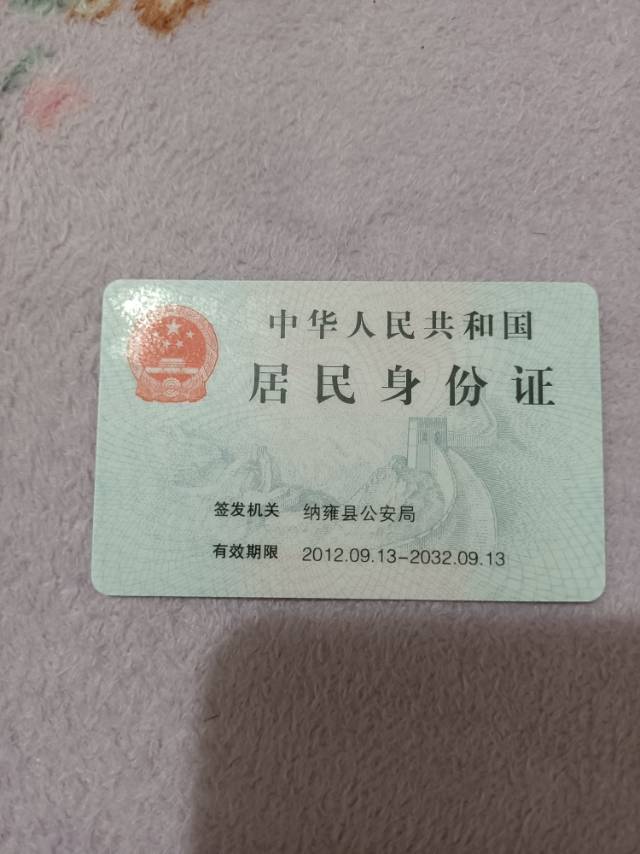 中华人民共和国
居民身份证
签发机关 纳雍县公安局
有效期限 2012.09.13-2032.09.13